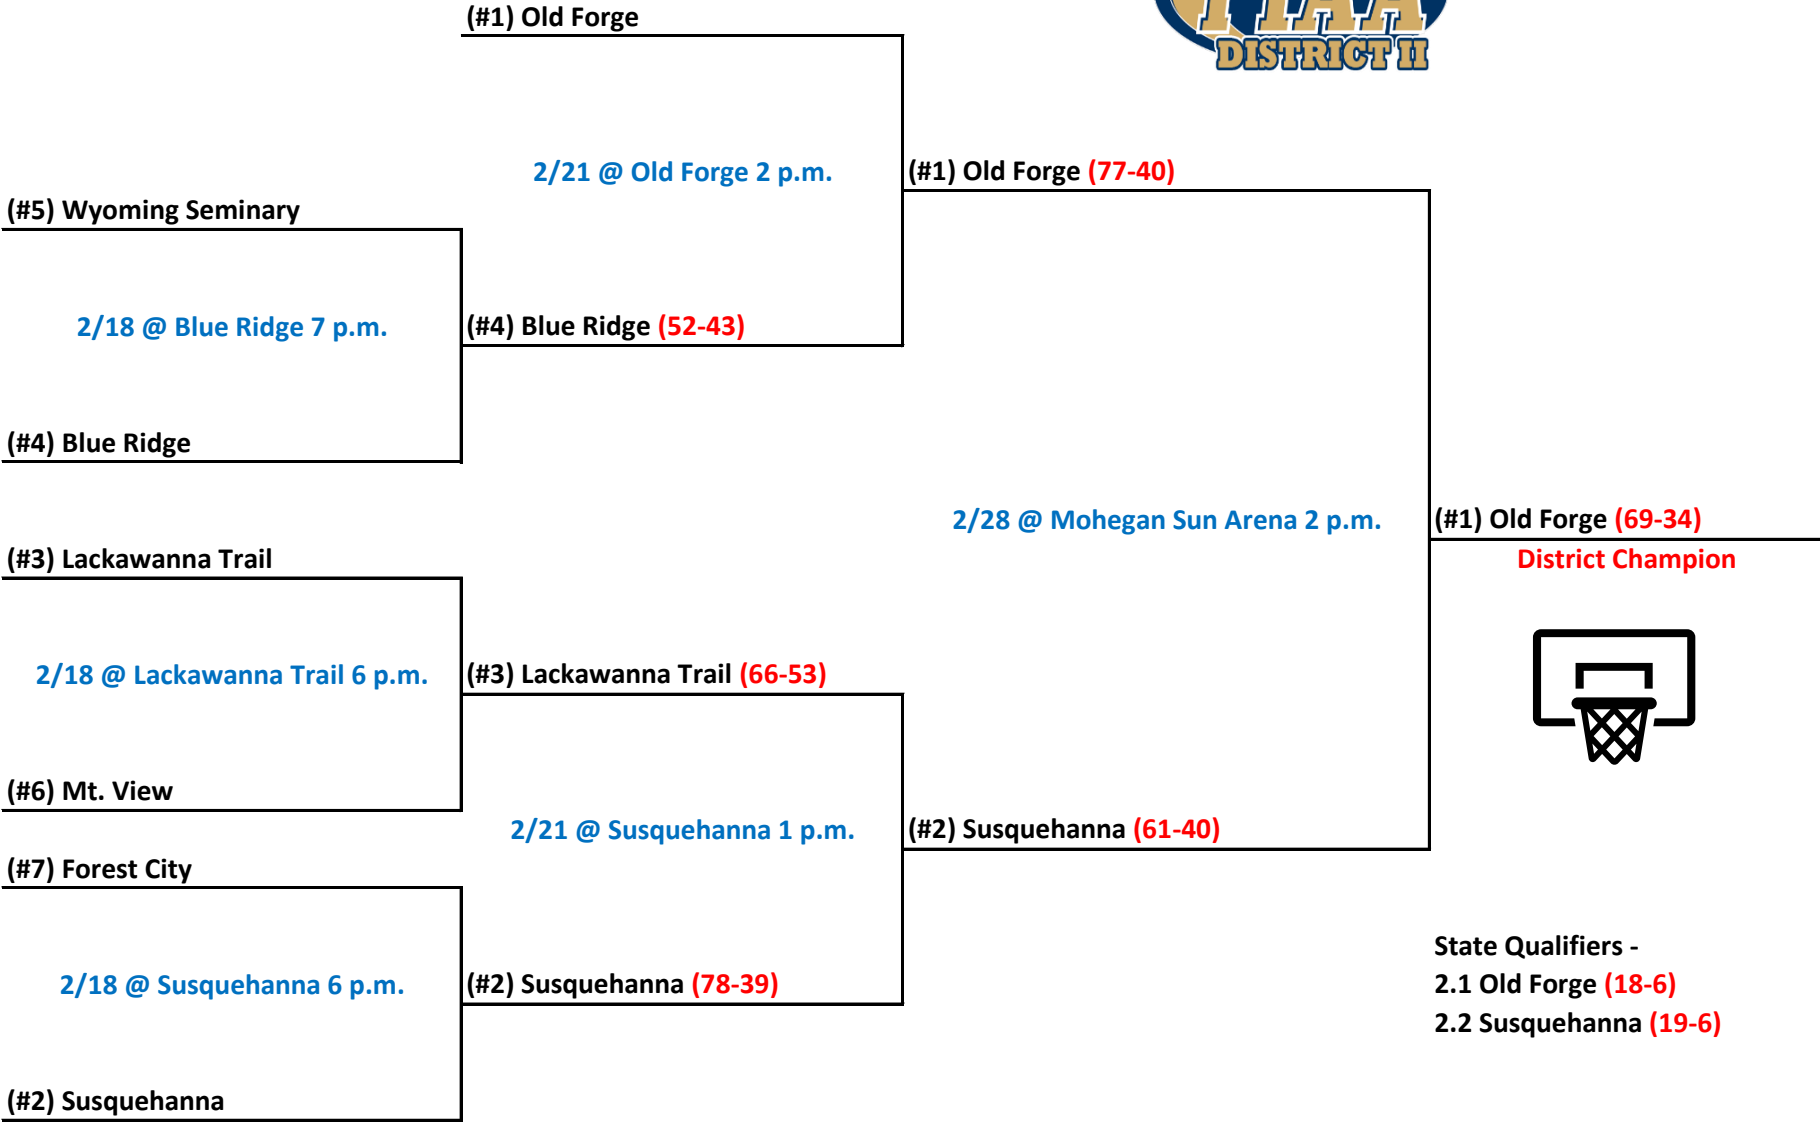 (#1) Old Forge
DISTRICT II
2/21 @ Old Forge 2 p.m.
(#1) Old Forge (77-40)
(#5) Wyoming Seminary
2/18 @ Blue Ridge 7 p.m.
(#4) Blue Ridge (52-43)
(#4) Blue Ridge
2/28 @ Mohegan Sun Arena 2 p.m.
(#1) Old Forge (69-34)
District Champion
(#3) Lackawanna Trail
2/18 @ Lackawanna Trail 6 p.m.
(#3) Lackawanna Trail (66-53)
(#6) Mt. View
2/21 @ Susquehanna 1 p.m.
(#2) Susquehanna (61-40)
(#7) Forest City
2/18 @ Susquehanna 6 p.m.
(#2) Susquehanna (78-39)
State Qualifiers -
2.1 Old Forge (18-6)
2.2 Susquehanna (19-6)
(#2) Susquehanna